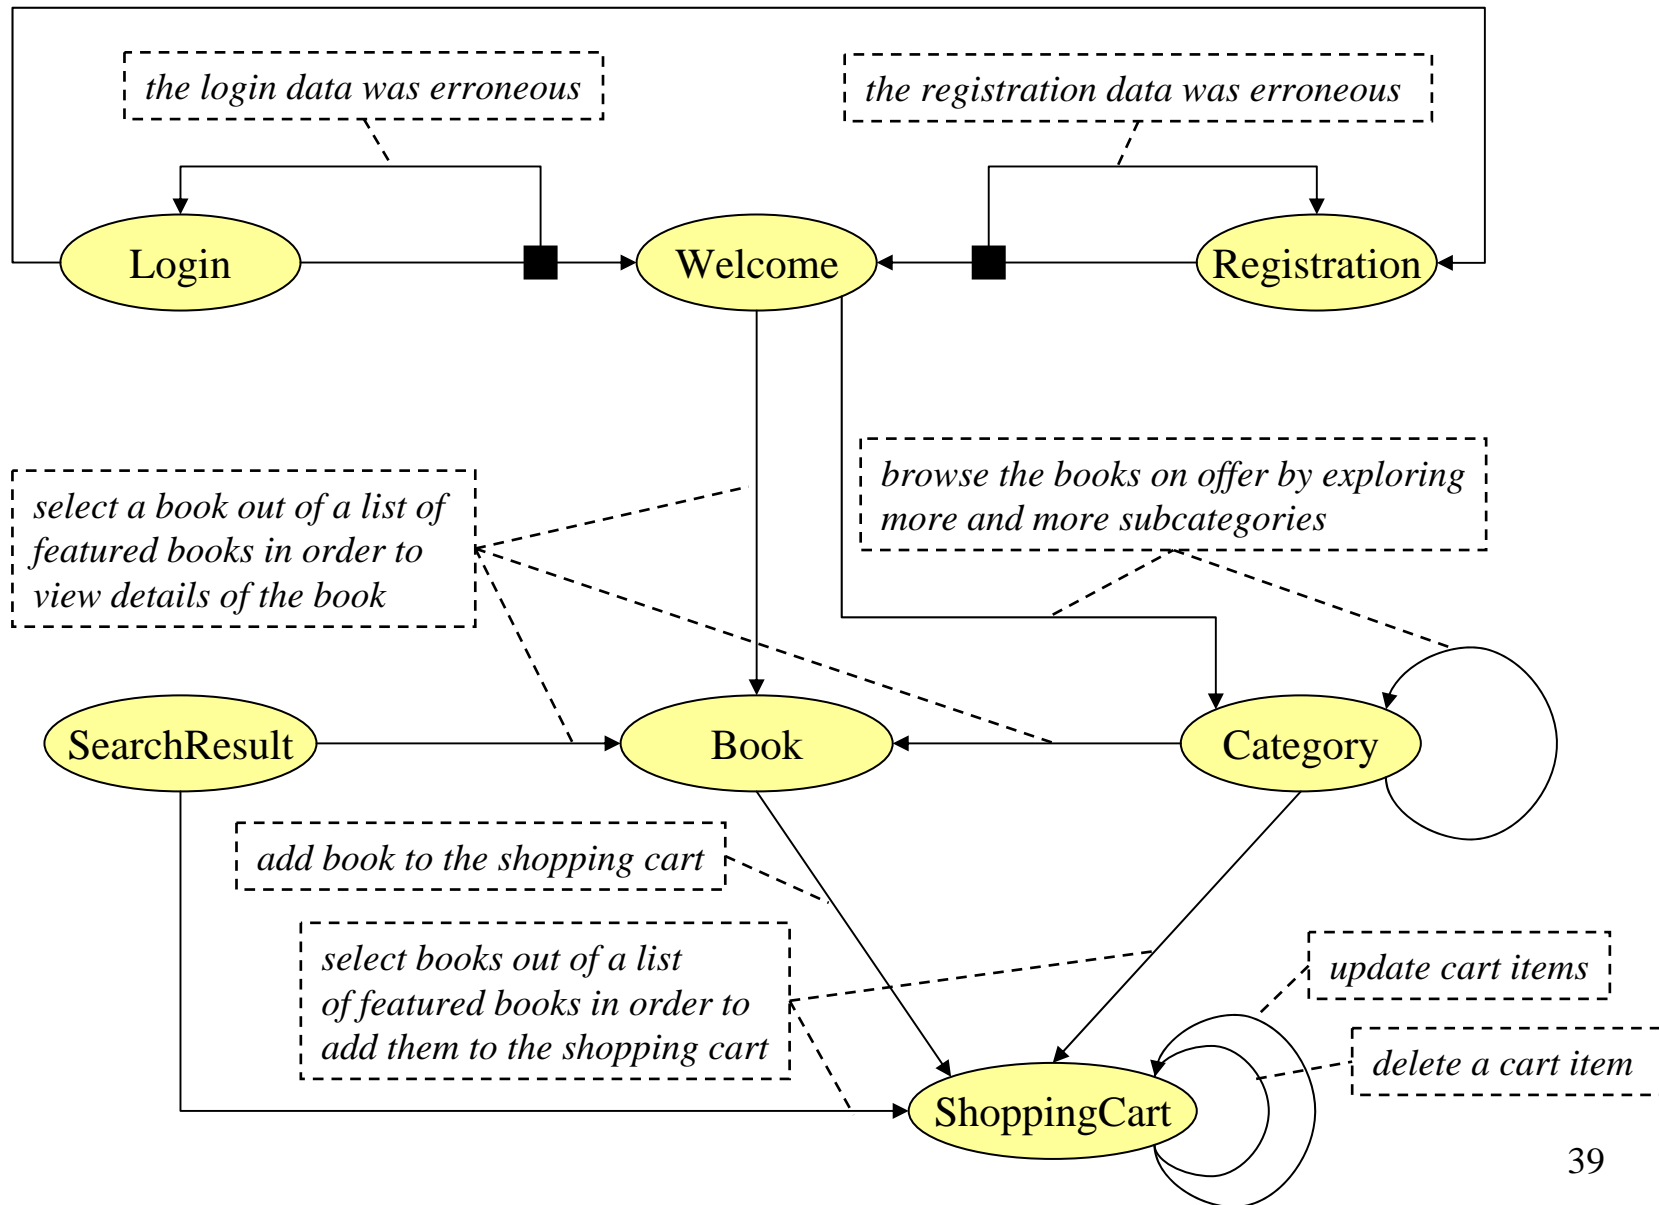 the login data was erroneous
the registration data was erroneous
Login
Welcome
Registration
browse the books on offer by exploring
more and more subcategories
select a book out of a list of
featured books in order to
view details of the book
SearchResult
Book
Category
add book to the shopping cart
select books out of a list
of featured books in order to
add them to the shopping cart
update cart items
delete a cart item
ShoppingCart
39